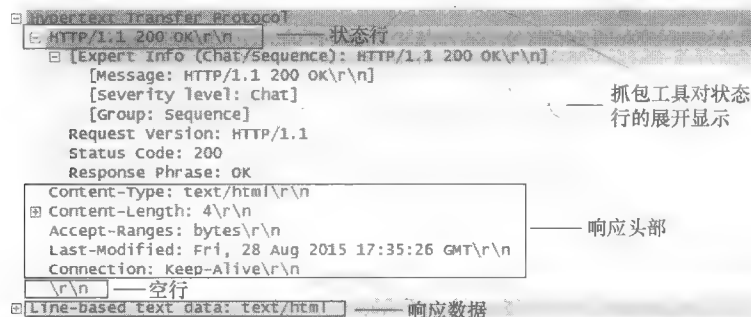 Hypertext Transfer Protocol
HTTP/1.1 200 OK\r\n 状态行
[Expert Info (Chat/Sequence): HTTP/1.1 200 OK\r\n]
[Message: HTTP/1.1 200 OK\r\n]
[Severity level: Chat]
[Group: Sequence]
抓包工具对状态
行的展开显示
Request Version: HTTP/1.1
Status Code: 200
Response Phrase: OK
Content-Type: text/html\r\n
Content-Length: 4\r\n
Accept-Ranges: bytes\r\n
响应头部
Last-Modified: Fri, 28 Aug 2015 17:35:26 GMT\r\n
Connection: Keep-Alive\r\n
\r\n 空行
Line-based text data: text/html 响应数据